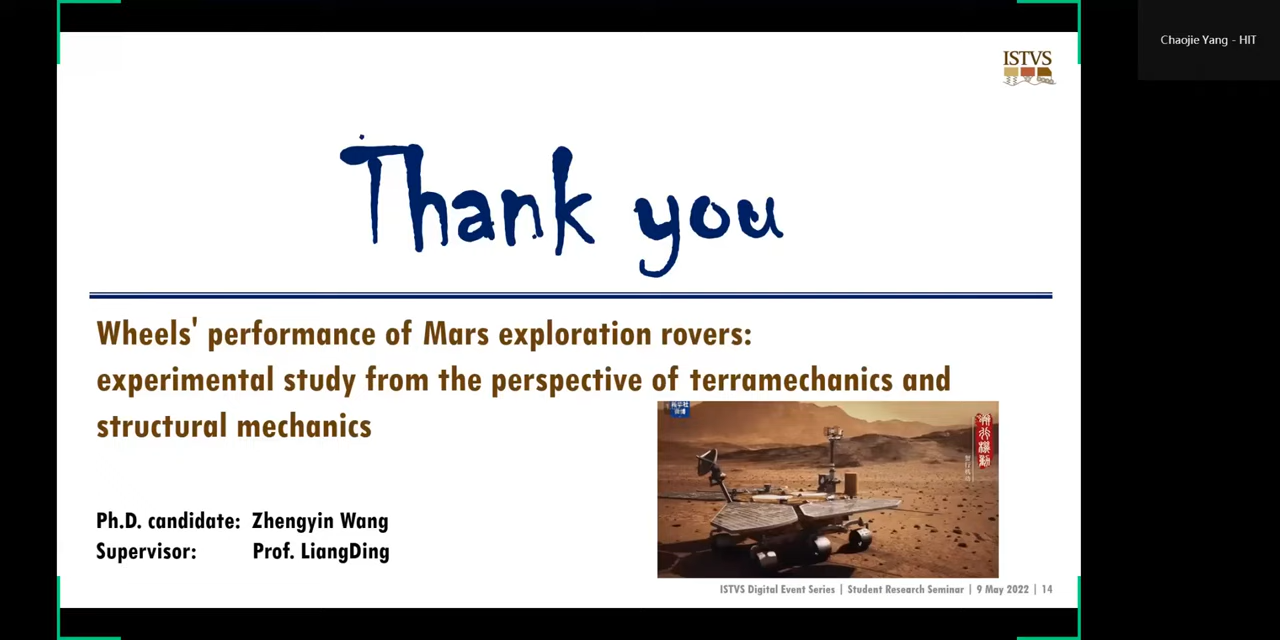 Chaojie Yang - HIT
ISTVS
Thank you
Wheels' performance of Mars exploration rovers:
experimental study from the perspective of terramechanics and
structural mechanics
Ph.D. candidate: Zhengyin Wang
Supervisor: Prof. LiangDing
ISTVS Digital Event Series | Student Research Seminar | 9 May 2022 | 14